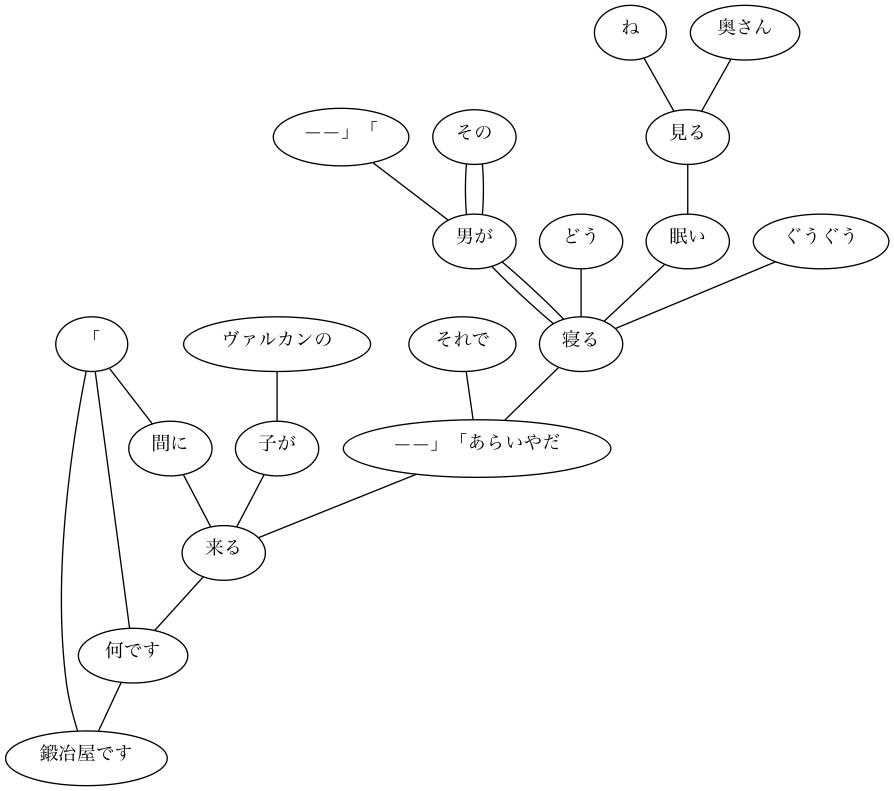 ね
奥さん
——」「
その
見る
男が
どう
眠い
ぐうぐう
「
ヴァルカンの
それで
寝る
間に
子が
——」「あらいやだ
来る
何です
鍛冶屋です